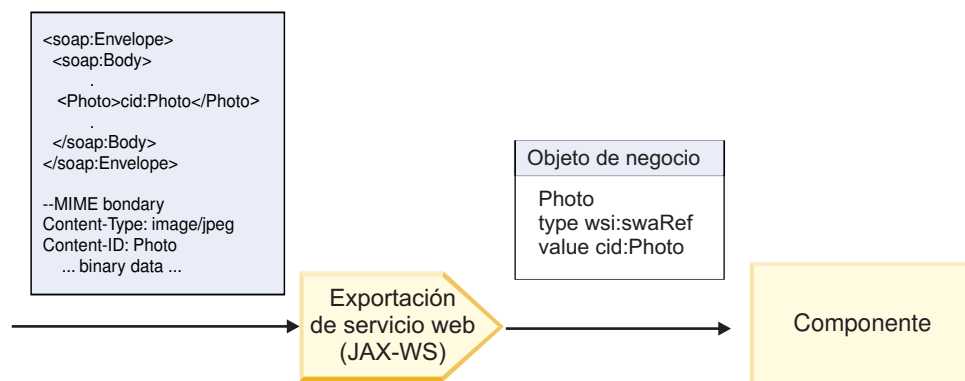 <soap:Envelope>
<soap:Body>
.
<Photo>cid:Photo</Photo>
.
</soap:Body>
</soap:Envelope>
--MIME bondary
Content-Type: image/jpeg
Content-ID: Photo
... binary data ...
Objeto de negocio
Photo
type wsi:swaRef
value cid:Photo
Exportación
de servicio web
(JAX-WS)
Componente